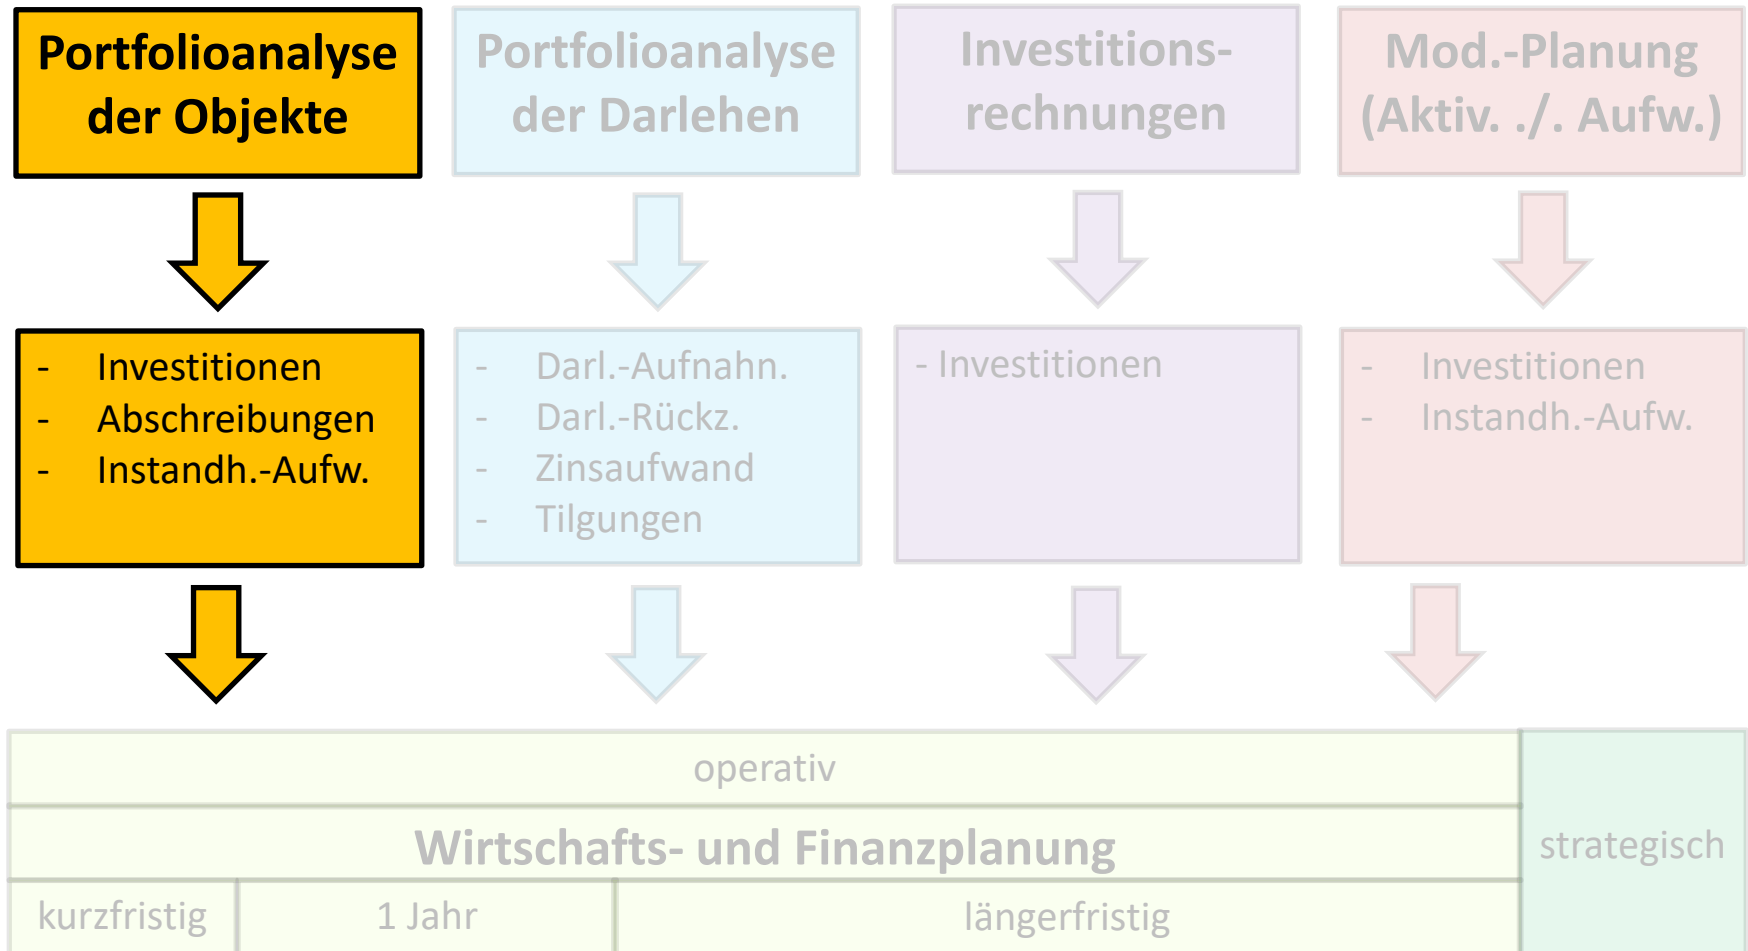 Portfolioanalyse
der Objekte
Portfolioanalyse
der Darlehen
Investitions-
rechnungen
Mod.-Planung
(Aktiv. ./. Aufw.)
- Investitionen
- Abschreibungen
- Instandh.-Aufw.
- Darl.-Aufnahn.
- Darl.-Rückz.
- Zinsaufwand
- Tilgungen
- Investitionen
- Investitionen
- Instandh.-Aufw.
operativ
Wirtschafts- und Finanzplanung
strategisch
kurzfristig
1 Jahr
längerfristig